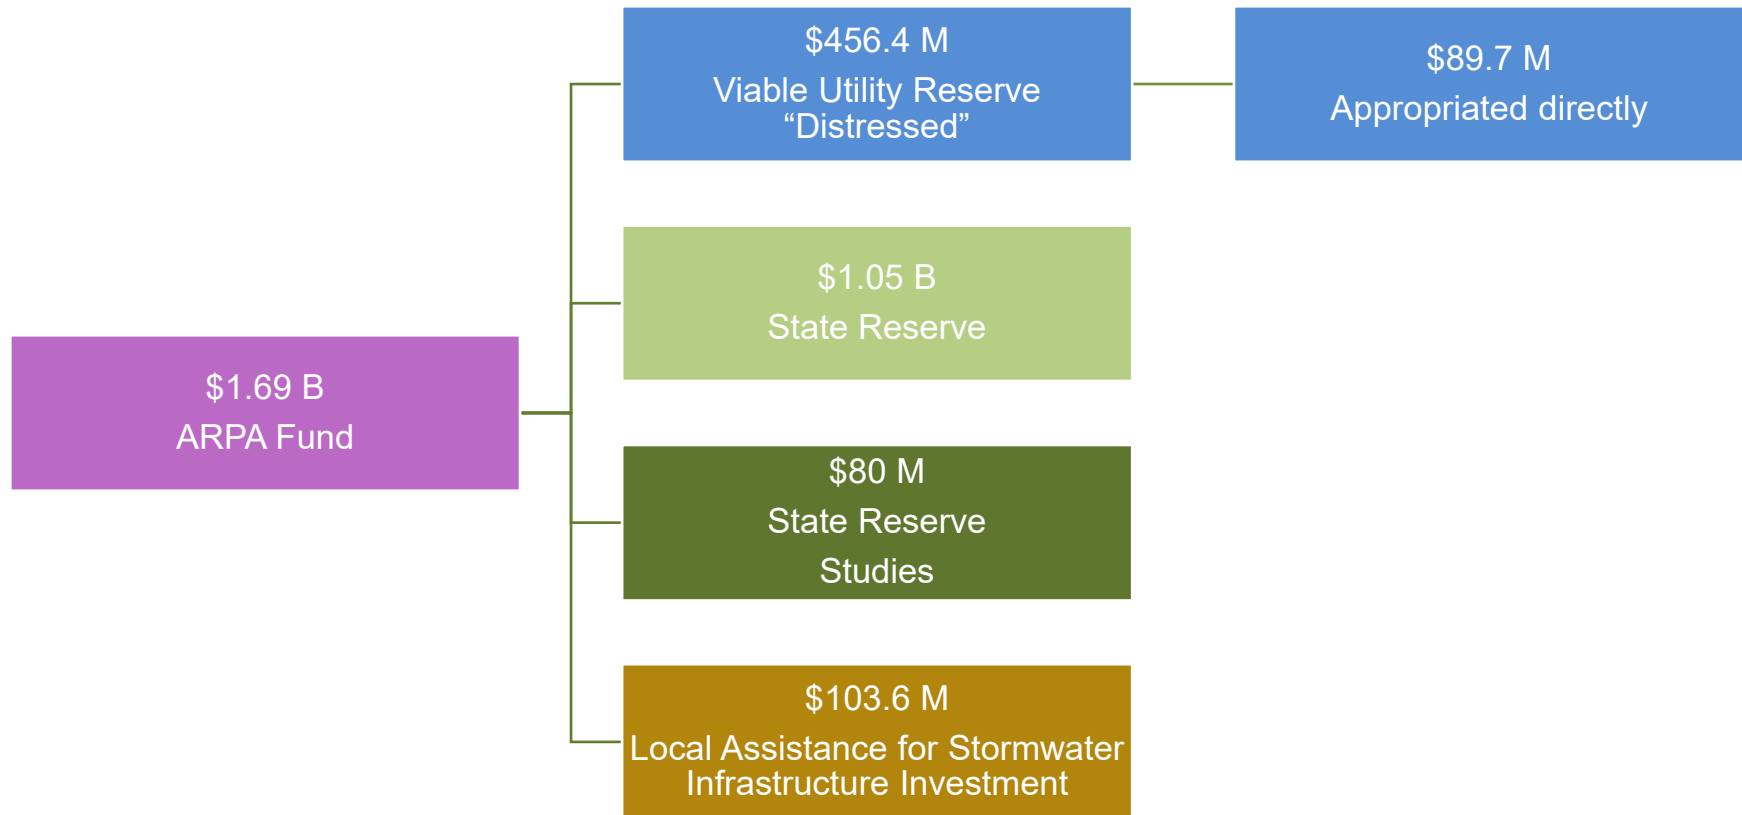 $456.4 M
Viable Utility Reserve
“Distressed”
$89.7 M
Appropriated directly
$1.05 B
State Reserve
$1.69 B
ARPA Fund
$80 M
State Reserve
Studies
$103.6 M
Local Assistance for Stormwater
Infrastructure Investment